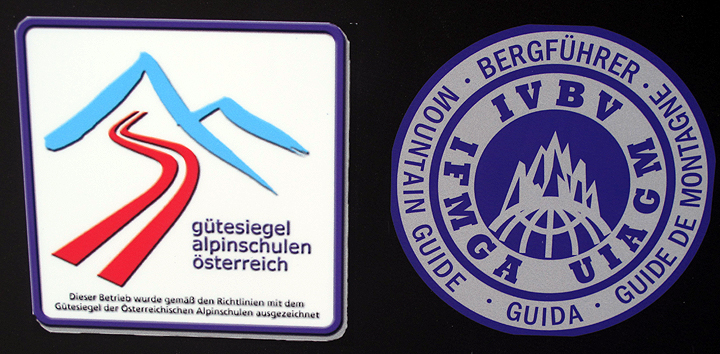 gütesiegel
alpinschulen
österreich
Dieser Betrieb wurde gemäß den Richtlinien mit dem
Gütesiegel der Österreichischen Alpinschulen ausgezeichnet
· BERGFÜHRER ·
GUIDE DE MONTAGNE ·
· GUIDA ·
MOUNTAIN GUIDE
IVBV
UIAGM
IFMGA